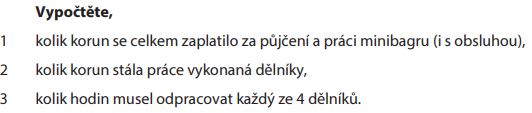 Vypočtěte,
1 kolik korun se celkem zaplatilo za půjčení a práci minibagru (i s obsluhou),
2 kolik korun stála práce vykonaná dělníky,
3 kolik hodin musel odpracovat každý ze 4 dělníků.